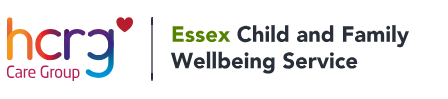 hcrg
Care Group
Essex Child and Family
Wellbeing Service